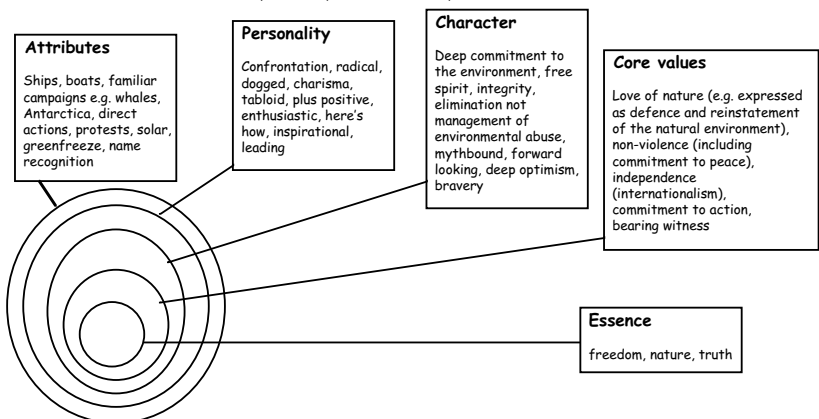 Attributes
Ships, boats, familiar
campaigns e.g. whales,
Antarctica, direct
actions, protests, solar,
greenfreeze, name
recognition
Personality
Confrontation, radical,
dogged, charisma,
tabloid, plus positive,
enthusiastic, here's
how, inspirational,
leading
Character
Deep commitment to
the environment, free
spirit, integrity,
elimination not
management of
environmental abuse,
mythbound, forward
looking, deep optimism,
bravery
Core values
Love of nature (e.g. expressed
as defence and reinstatement
of the natural environment),
non-violence (including
commitment to peace),
independence
(internationalism),
commitment to action,
bearing witness
Essence
freedom, nature, truth